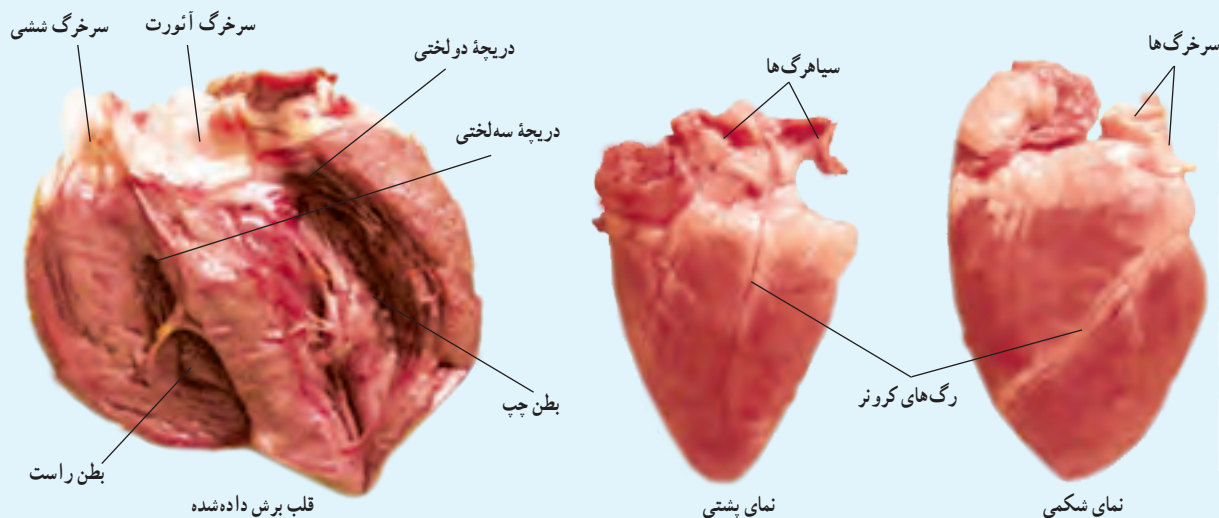 سرخرگ‌ها
سیاهرگ‌ها
دریچهٔ دولختی
سرخرگ آئورت
سرخرگ ششی
دریچهٔ سه‌لختی
رگ‌های کرونر
بطن چپ
بطن راست
نمای شکمی
نمای پشتی
قلب برش داده‌شده